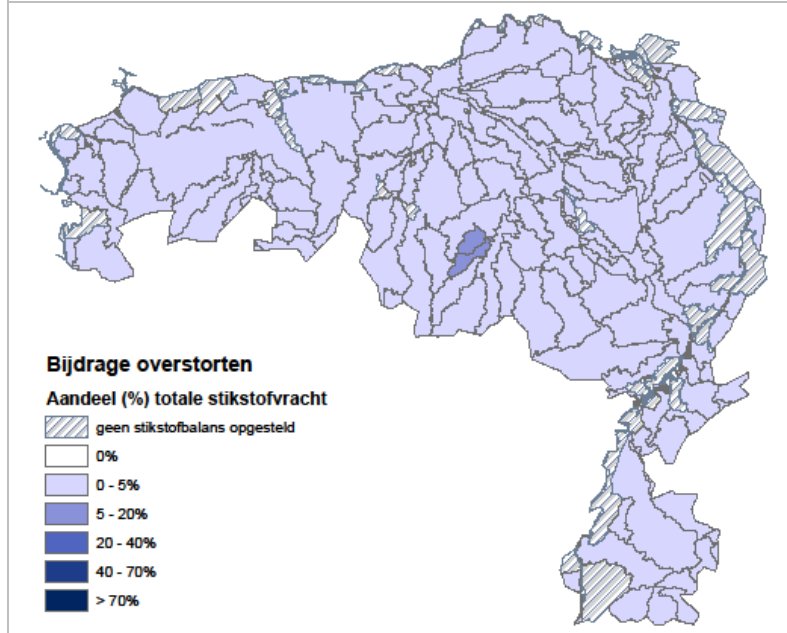 Bijdrage overstorten
Aandeel (%) totale stikstofvracht
geen stikstofbalans opgesteld
0%
0 - 5%
5 - 20%
20 - 40%
40 - 70%
> 70%